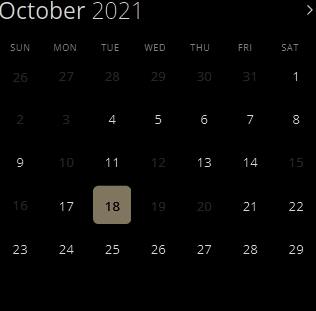 October 2021
SUN MON TUE WED THU FRI SAT
26 27 28 29 30 31 1
2 3 4 5 6 7 8
9 10 11 12 13 14 15
16 17 18 19 20 21 22
23 24 25 26 27 28 29